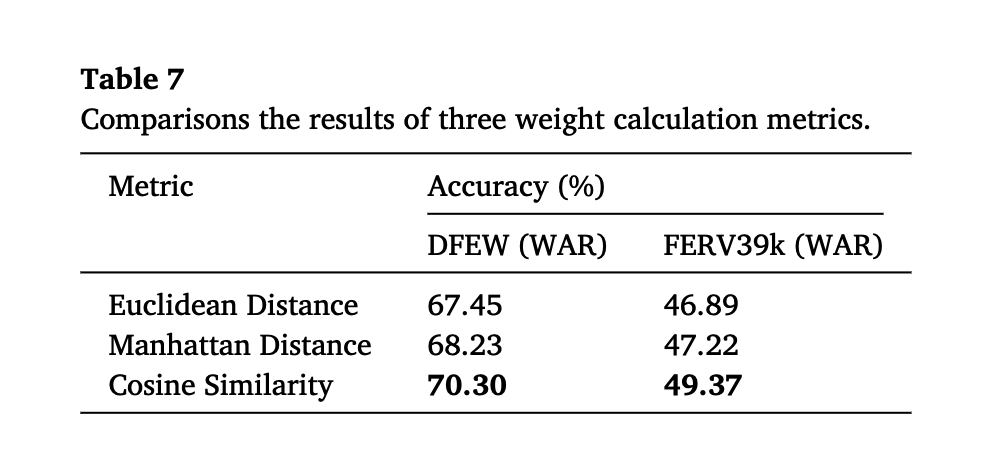 Table 7
Comparisons the results of three weight calculation metrics.
Metric Accuracy (%)
DFEW (WAR) FERV39k (WAR)
Euclidean Distance 67.45 46.89
Manhattan Distance 68.23 47.22
Cosine Similarity 70.30 49.37